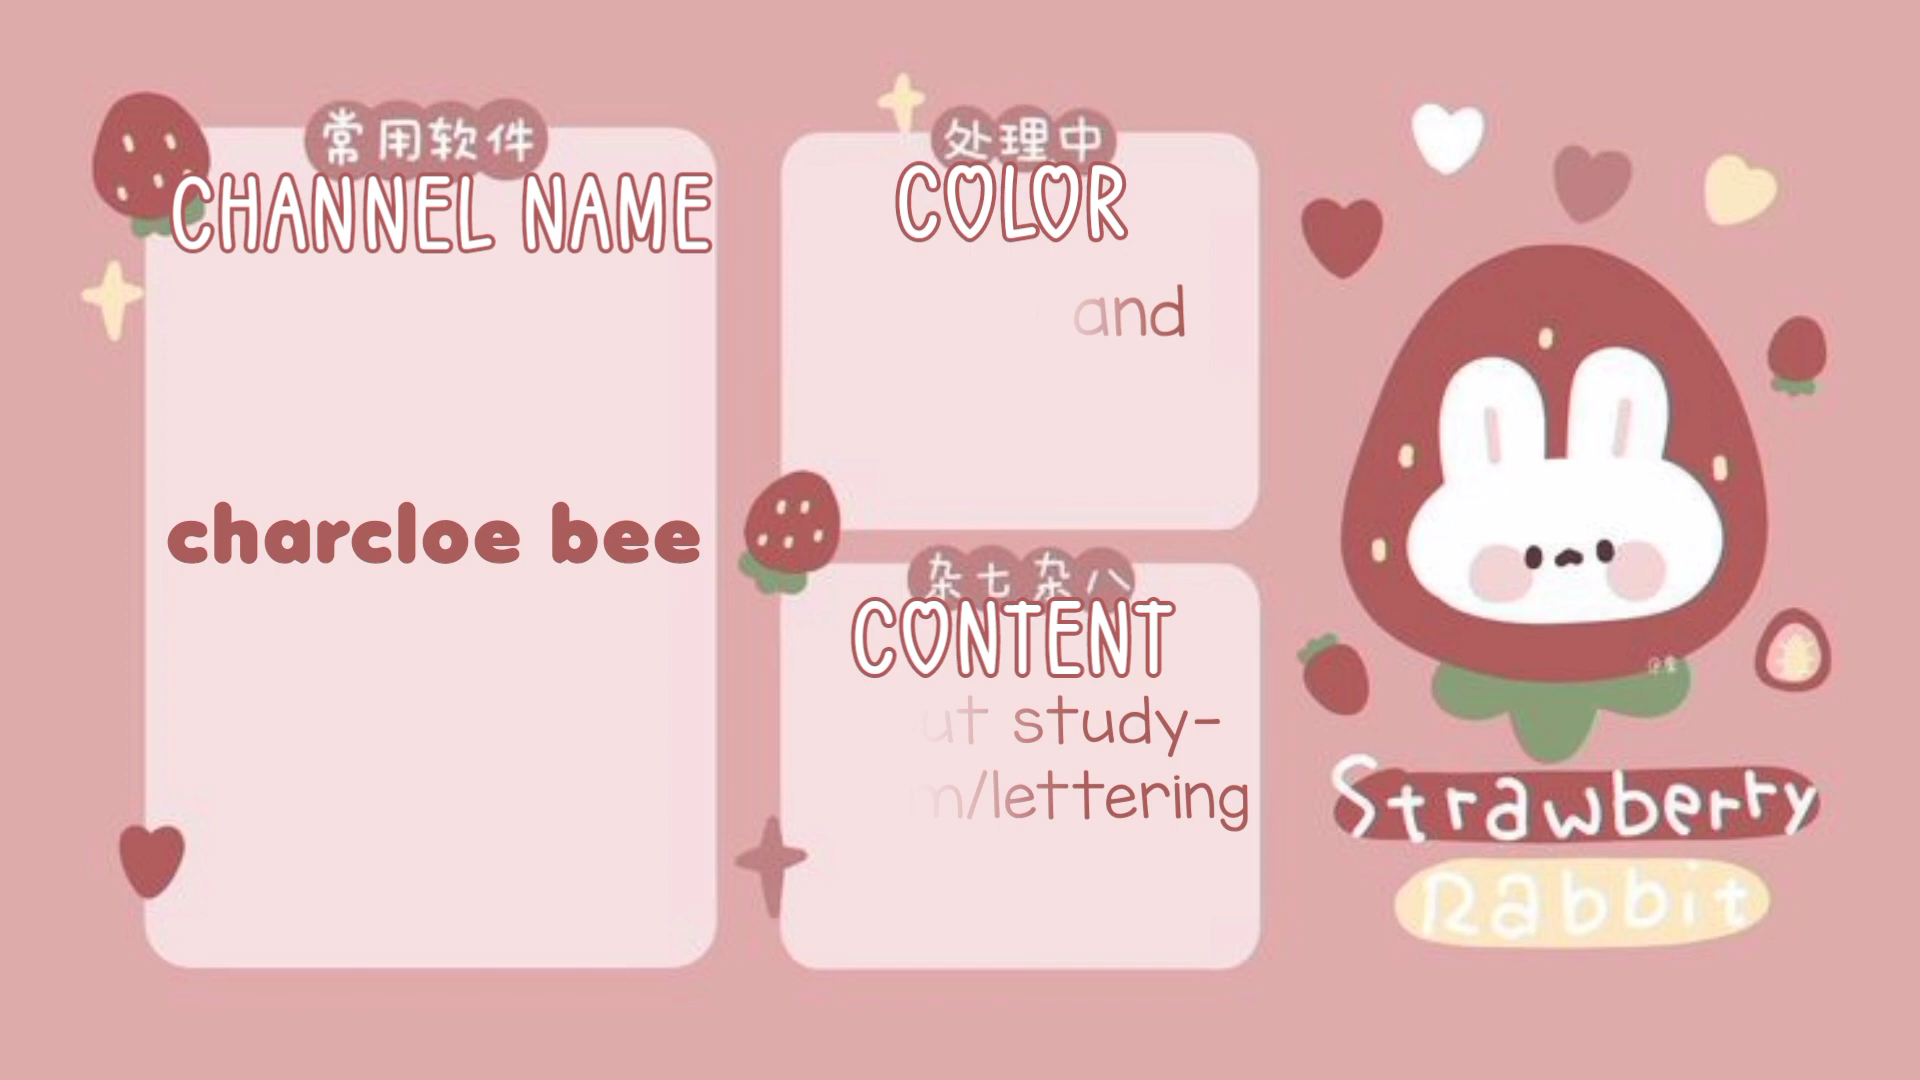 常用软件
CHANNEL NAME
charcloe bee
处理中
COLOR
and
杂七杂八
CONTENT
study-
/lettering
Strawberry
Rabbit